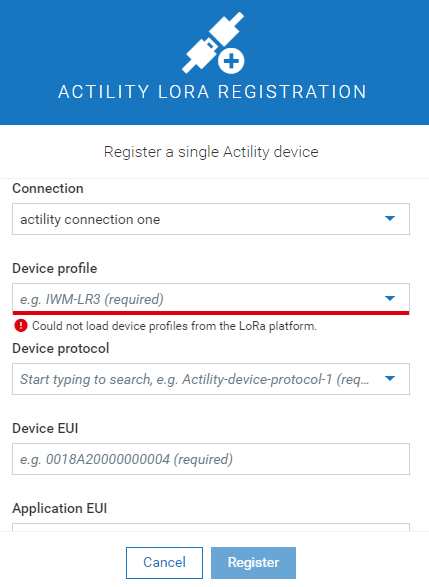 ACTILITY LORA REGISTRATION
Register a single Actility device
Connection
actility connection one
Device profile
e.g. IWM-LR3 (required)
Could not load device profiles from the LoRa platform.
Device protocol
Start typing to search, e.g. Actility-device-protocol-1 (req...
Device EUI
e.g. 0018A20000000004 (required)
Application EUI
Cancel
Register